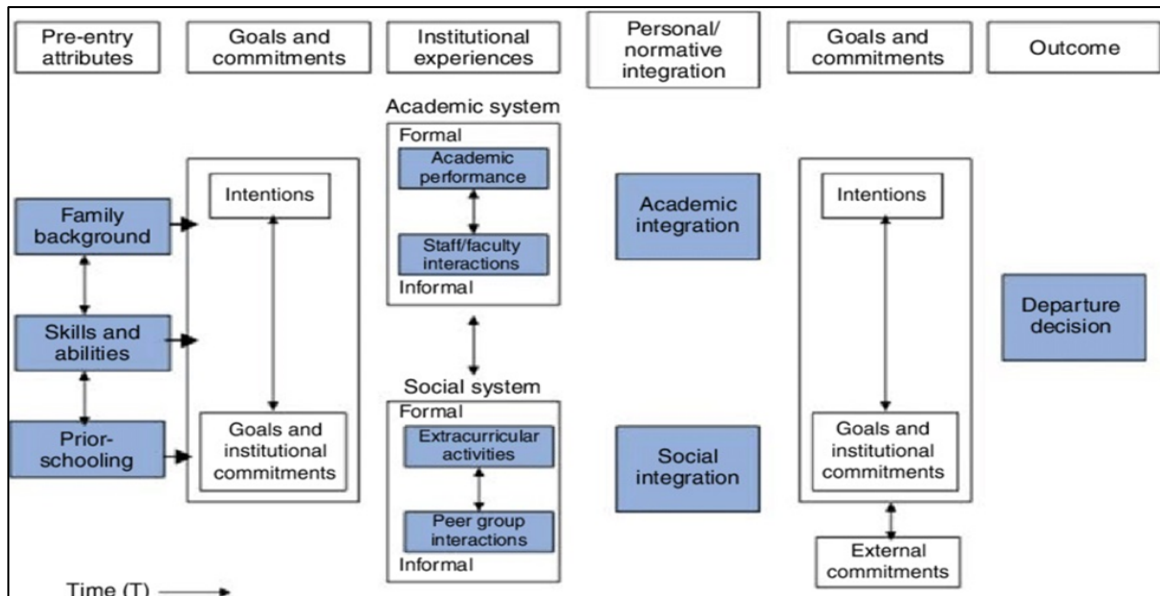 Pre-entry
attributes
Goals and
commitments
Institutional
experiences
Personal/
normative
integration
Goals and
commitments
Outcome
Family
background
Skills and
abilities
Prior-
schooling
Intentions
Goals and
institutional
commitments
Academic system
Formal
Academic
performance
Staff/faculty
interactions
Informal
Social system
Formal
Extracurricular
activities
Peer group
interactions
Informal
Academic
integration
Social
integration
Intentions
Goals and
institutional
commitments
External
commitments
Departure
decision
Time (T)